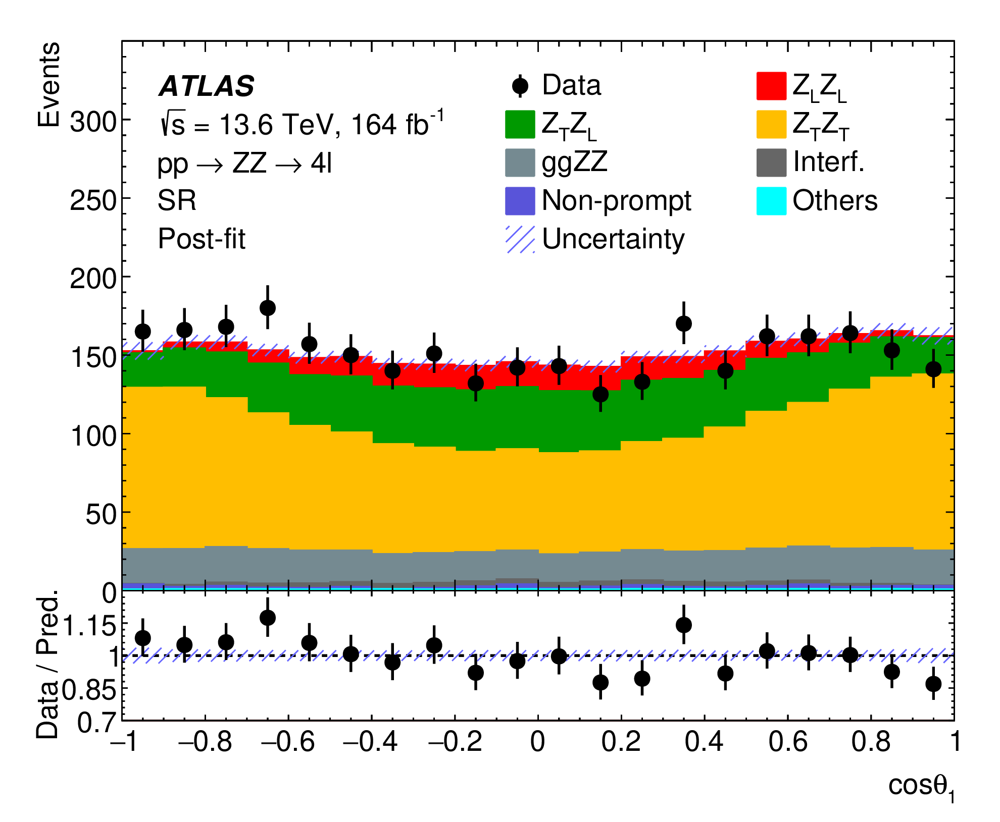 Events
300
250
200
150
100
50
0
ATLAS
√s = 13.6 TeV, 164 fb⁻¹
pp → ZZ → 4l
SR
Post-fit
Data
Z_LZ_L
Z_TZ_L
Z_TZ_T
ggZZ
Interf.
Non-prompt
Others
Uncertainty
Data / Pred.
1.15
1
0.85
0.7
–1 –0.8 –0.6 –0.4 –0.2 0 0.2 0.4 0.6 0.8 1
cosθ₁